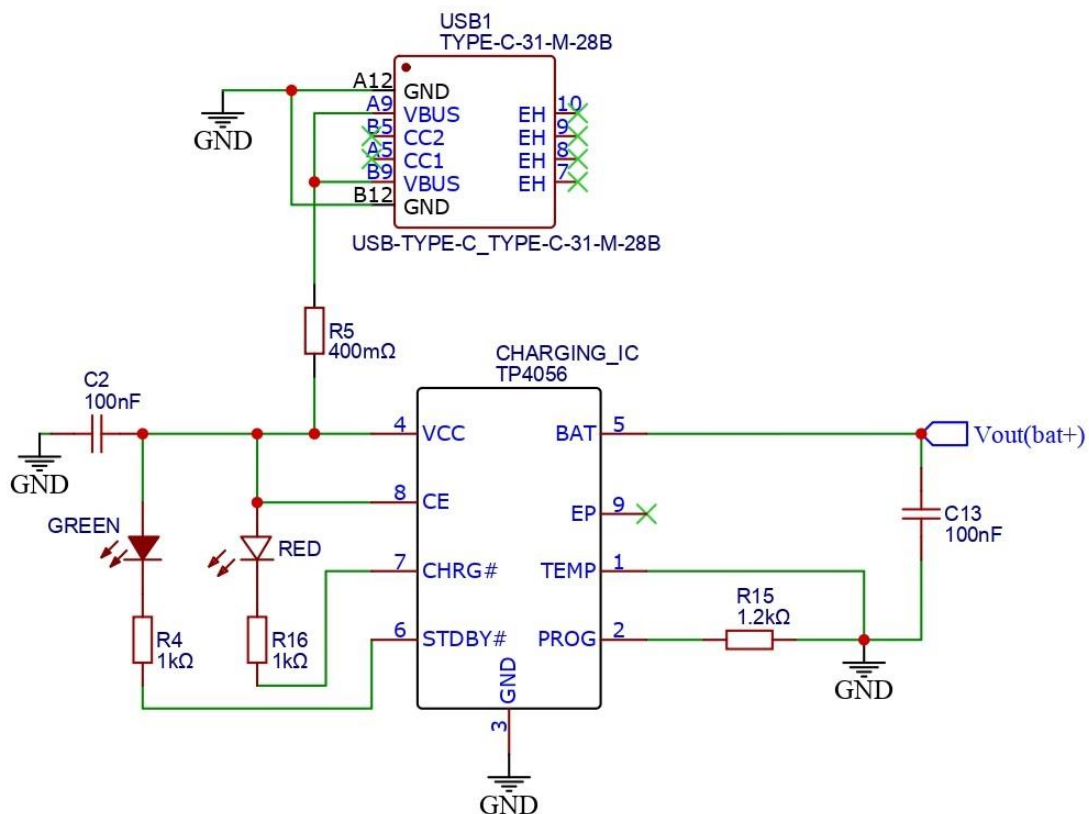 USB1
TYPE-C-31-M-28B
A12 GND
A9 VBUS EH 10
B5 CC2 EH 9
A5 CC1 EH 8
B9 VBUS EH 7
B12 GND
GND
USB-TYPE-C_TYPE-C-31-M-28B
R5
400mΩ
CHARGING_IC
TP4056
C2
100nF
GND
4 VCC BAT 5
Vout(bat+)
8 CE EP 9
C13
100nF
GREEN
RED
7 CHRG# TEMP 1
R15
1.2kΩ
6 STDBY# PROG 2
R4
1kΩ
R16
1kΩ
GND
GND
3
GND